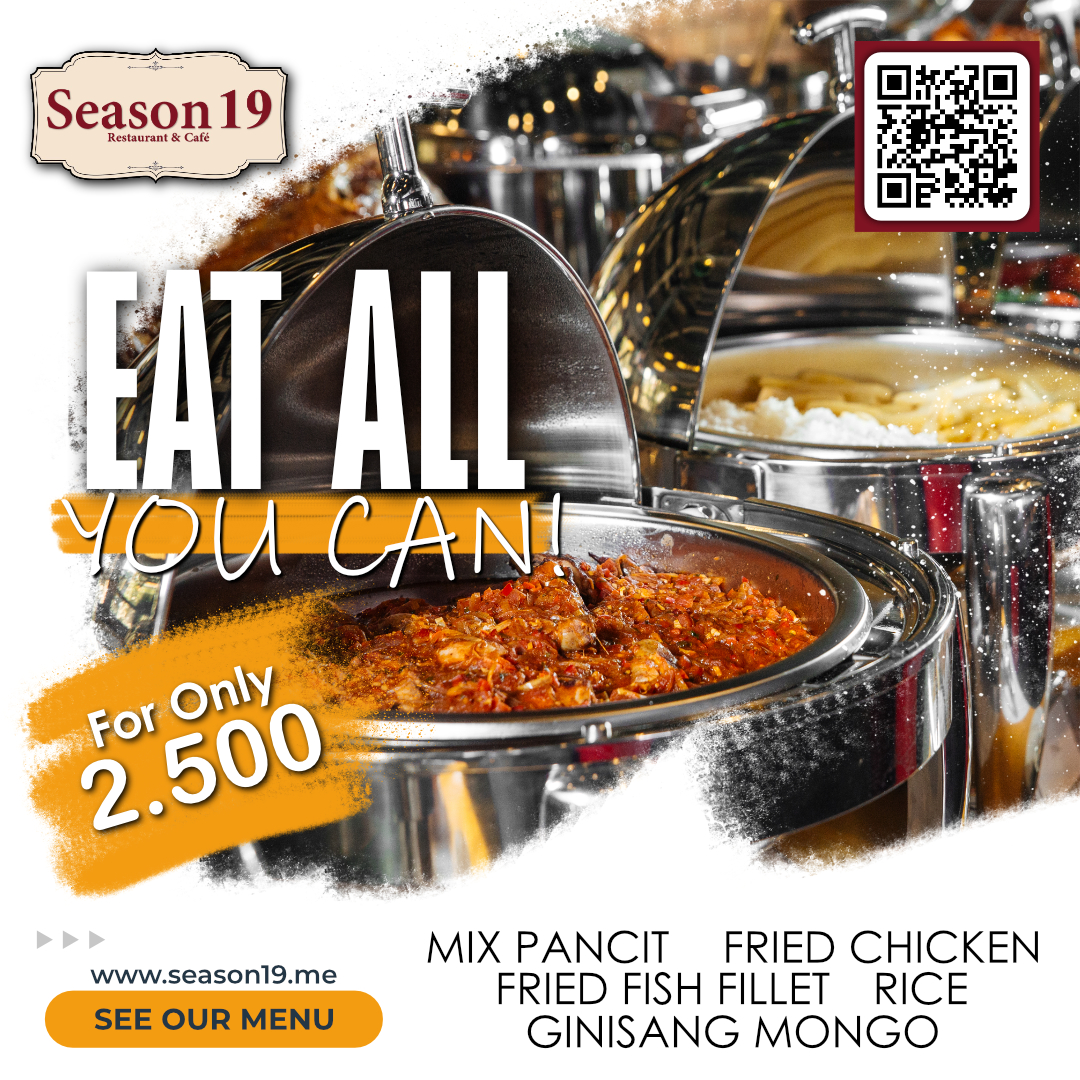 Season 19
Restaurant & Café
EAT ALL
YOU CAN!
For Only
2.500
www.season19.me
SEE OUR MENU
MIX PANCIT FRIED CHICKEN
FRIED FISH FILLET RICE
GINISANG MONGO